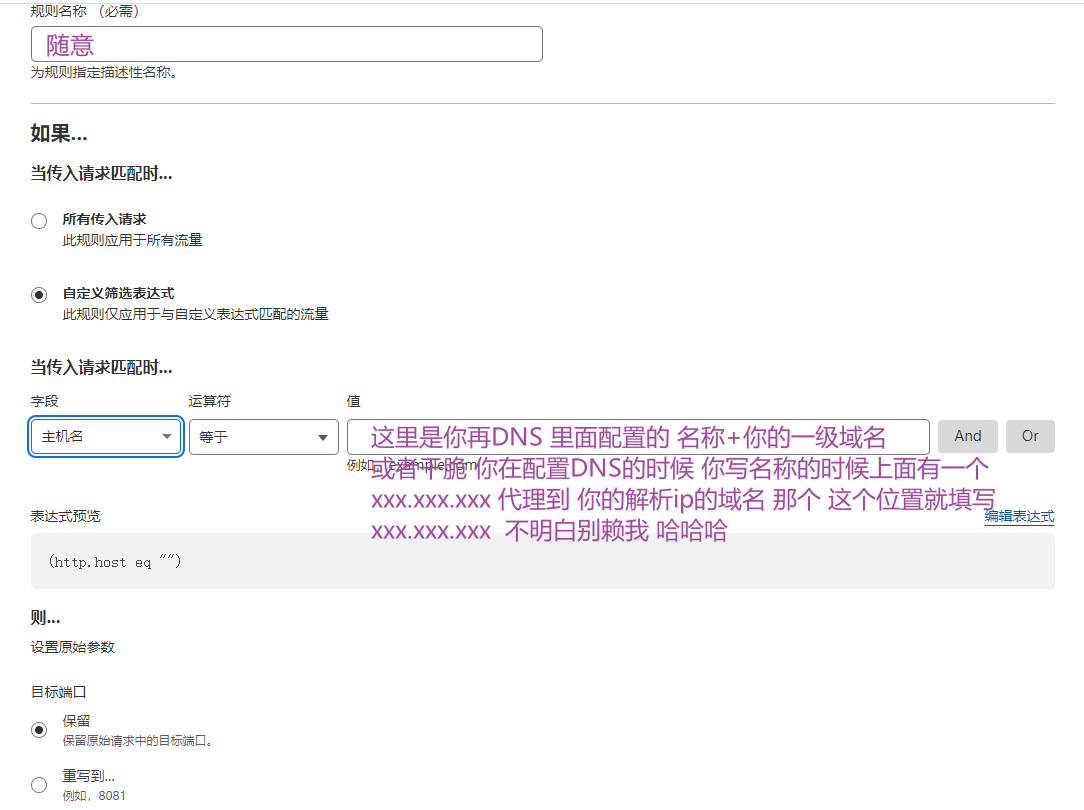 规则名称 （必需）
随意
为规则指定描述性名称。
如果...
当传入请求匹配时...
所有传入请求
此规则应用于所有流量
自定义筛选表达式
此规则仅应用于与自定义表达式匹配的流量
当传入请求匹配时...
字段 运算符 值
主机名 等于 这里是你再DNS 里面配置的 名称+你的一级域名 And Or
例如，example.com
或者干脆 你在配置DNS的时候 你写名称的时候上面有一个
xxx.xxx.xxx 代理到 你的解析ip的域名 那个 这个位置就填写
表达式预览 编辑表达式
xxx.xxx.xxx 不明白别赖我 哈哈哈
(http.host eq "")
则...
设置原始参数
目标端口
保留
保留原始请求中的目标端口。
重写到...
例如，8081